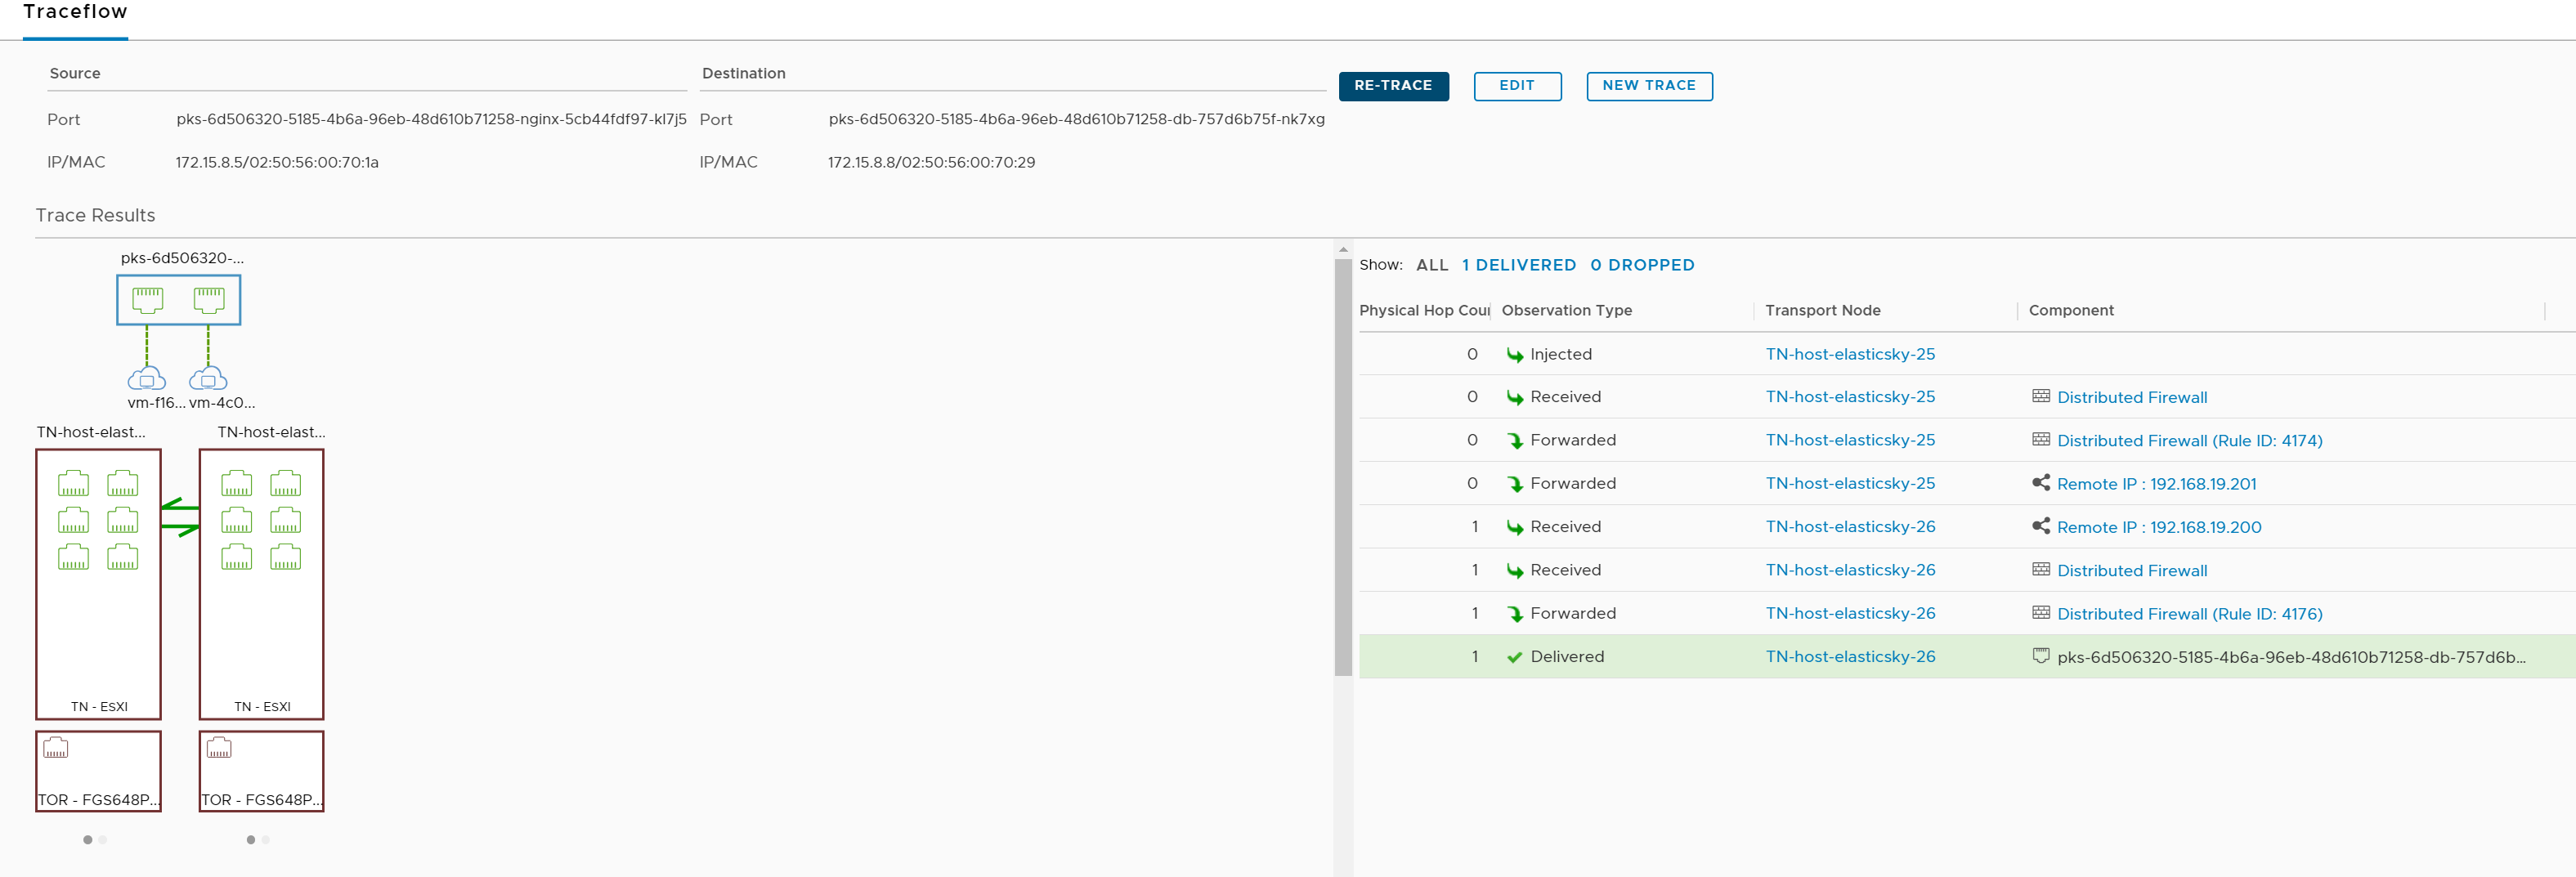 Traceflow
Source
Destination
RE-TRACE EDIT NEW TRACE
Port pks-6d506320-5185-4b6a-96eb-48d610b71258-nginx-5cb44fdf97-kl7j5
Port pks-6d506320-5185-4b6a-96eb-48d610b71258-db-757d6b75f-nk7xg
IP/MAC 172.15.8.5/02:50:56:00:70:1a
IP/MAC 172.15.8.8/02:50:56:00:70:29
Trace Results
pks-6d506320-...
vm-f16... vm-4c0...
TN-host-elast... TN-host-elast...
TN - ESXI TN - ESXI
TOR - FGS648P... TOR - FGS648P...
Show: ALL 1 DELIVERED 0 DROPPED
Physical Hop Cour Observation Type Transport Node Component
0 Injected TN-host-elasticsky-25
0 Received TN-host-elasticsky-25 Distributed Firewall
0 Forwarded TN-host-elasticsky-25 Distributed Firewall (Rule ID: 4174)
0 Forwarded TN-host-elasticsky-25 Remote IP : 192.168.19.201
1 Received TN-host-elasticsky-26 Remote IP : 192.168.19.200
1 Received TN-host-elasticsky-26 Distributed Firewall
1 Forwarded TN-host-elasticsky-26 Distributed Firewall (Rule ID: 4176)
1 Delivered TN-host-elasticsky-26 pks-6d506320-5185-4b6a-96eb-48d610b71258-db-757d6b...